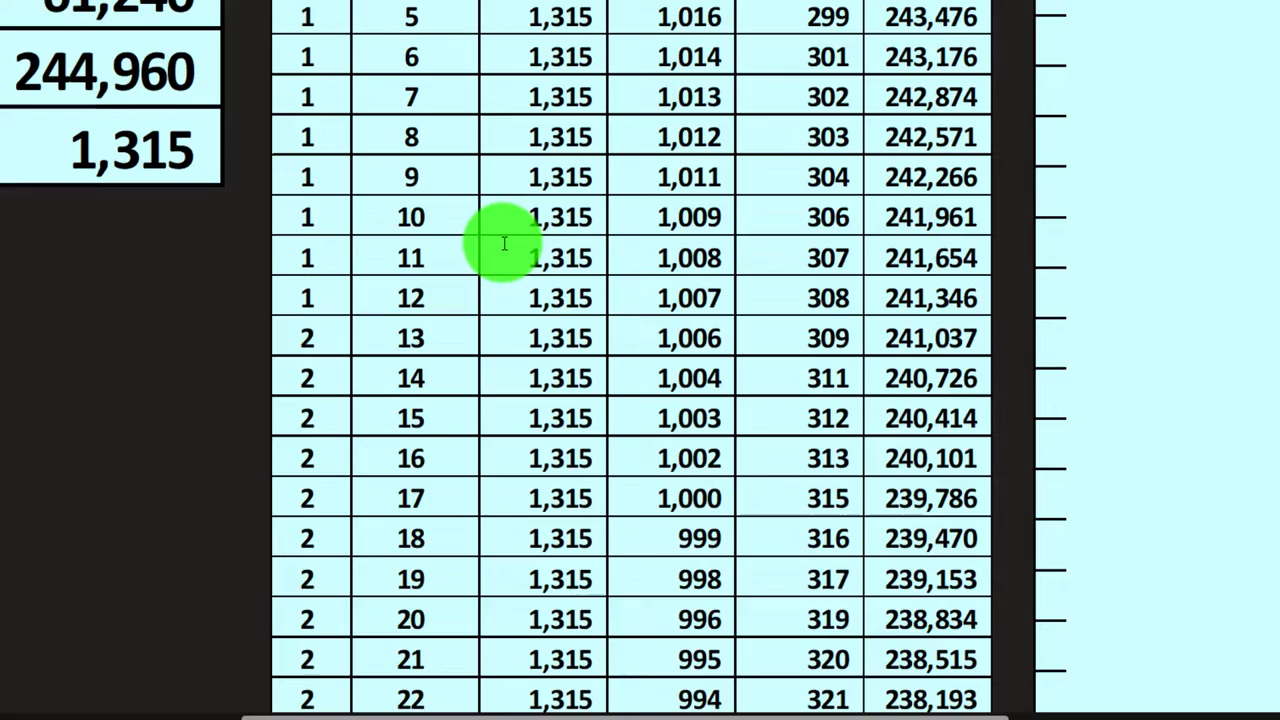 244,960
1,315
1 5 1,315 1,016 299 243,476
1 6 1,315 1,014 301 243,176
1 7 1,315 1,013 302 242,874
1 8 1,315 1,012 303 242,571
1 9 1,315 1,011 304 242,266
1 10 1,315 1,009 306 241,961
1 11 1,315 1,008 307 241,654
1 12 1,315 1,007 308 241,346
2 13 1,315 1,006 309 241,037
2 14 1,315 1,004 311 240,726
2 15 1,315 1,003 312 240,414
2 16 1,315 1,002 313 240,101
2 17 1,315 1,000 315 239,786
2 18 1,315 999 316 239,470
2 19 1,315 998 317 239,153
2 20 1,315 996 319 238,834
2 21 1,315 995 320 238,515
2 22 1,315 994 321 238,193